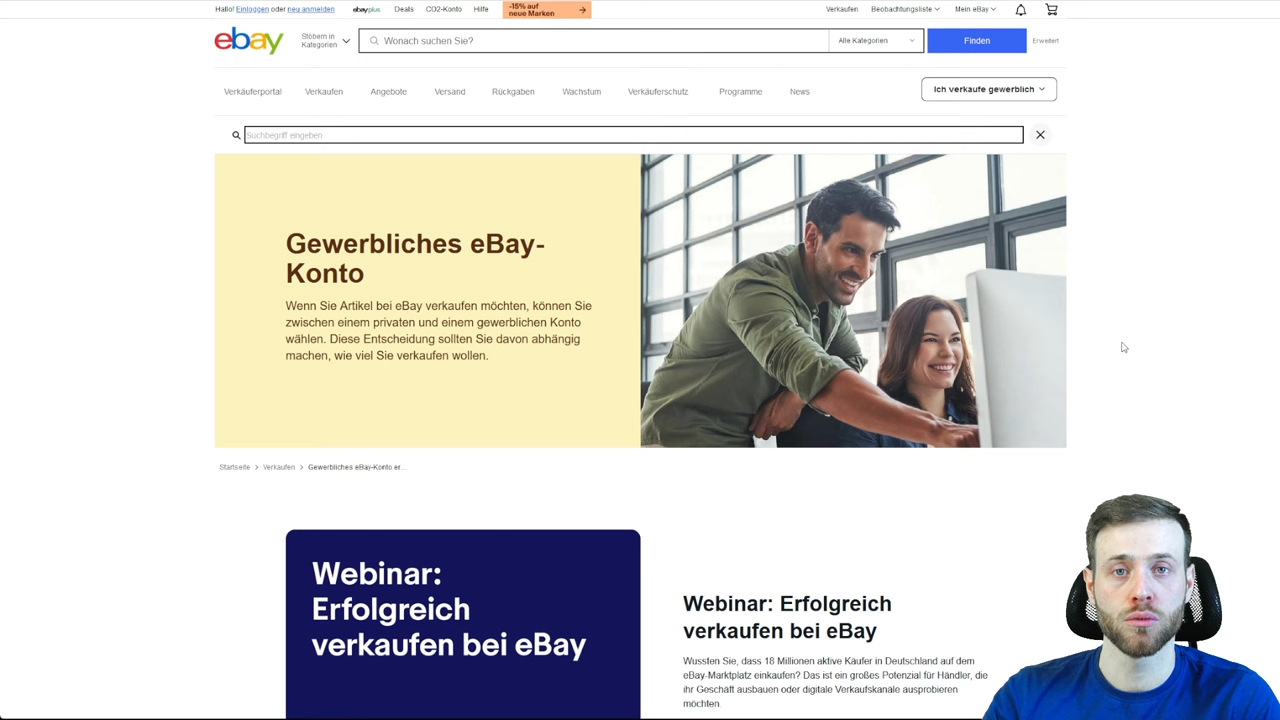 Hallo! Einloggen oder neu anmelden
ebayplus
Deals
CO2-Konto
Hilfe
-15% auf
neue Marken
Verkaufen
Beobachtungsliste
Mein eBay
ebay
Stöbern in
Kategorien
Wonach suchen Sie?
Alle Kategorien
Finden
Erweitert
Verkäuferportal
Verkaufen
Angebote
Versand
Rückgaben
Wachstum
Verkäuferschutz
Programme
News
Ich verkaufe gewerblich
Suchbegriff eingeben
Gewerbliches eBay-
Konto
Wenn Sie Artikel bei eBay verkaufen möchten, können Sie
zwischen einem privaten und einem gewerblichen Konto
wählen. Diese Entscheidung sollten Sie davon abhängig
machen, wie viel Sie verkaufen wollen.
Startseite > Verkaufen > Gewerbliches eBay-Konto er...
Webinar:
Erfolgreich
verkaufen bei eBay
Webinar: Erfolgreich
verkaufen bei eBay
Wussten Sie, dass 18 Millionen aktive Käufer in Deutschland auf dem
eBay-Marktplatz einkaufen? Das ist ein großes Potenzial für Händler, die
ihr Geschäft ausbauen oder digitale Verkaufskanäle ausprobieren
möchten.